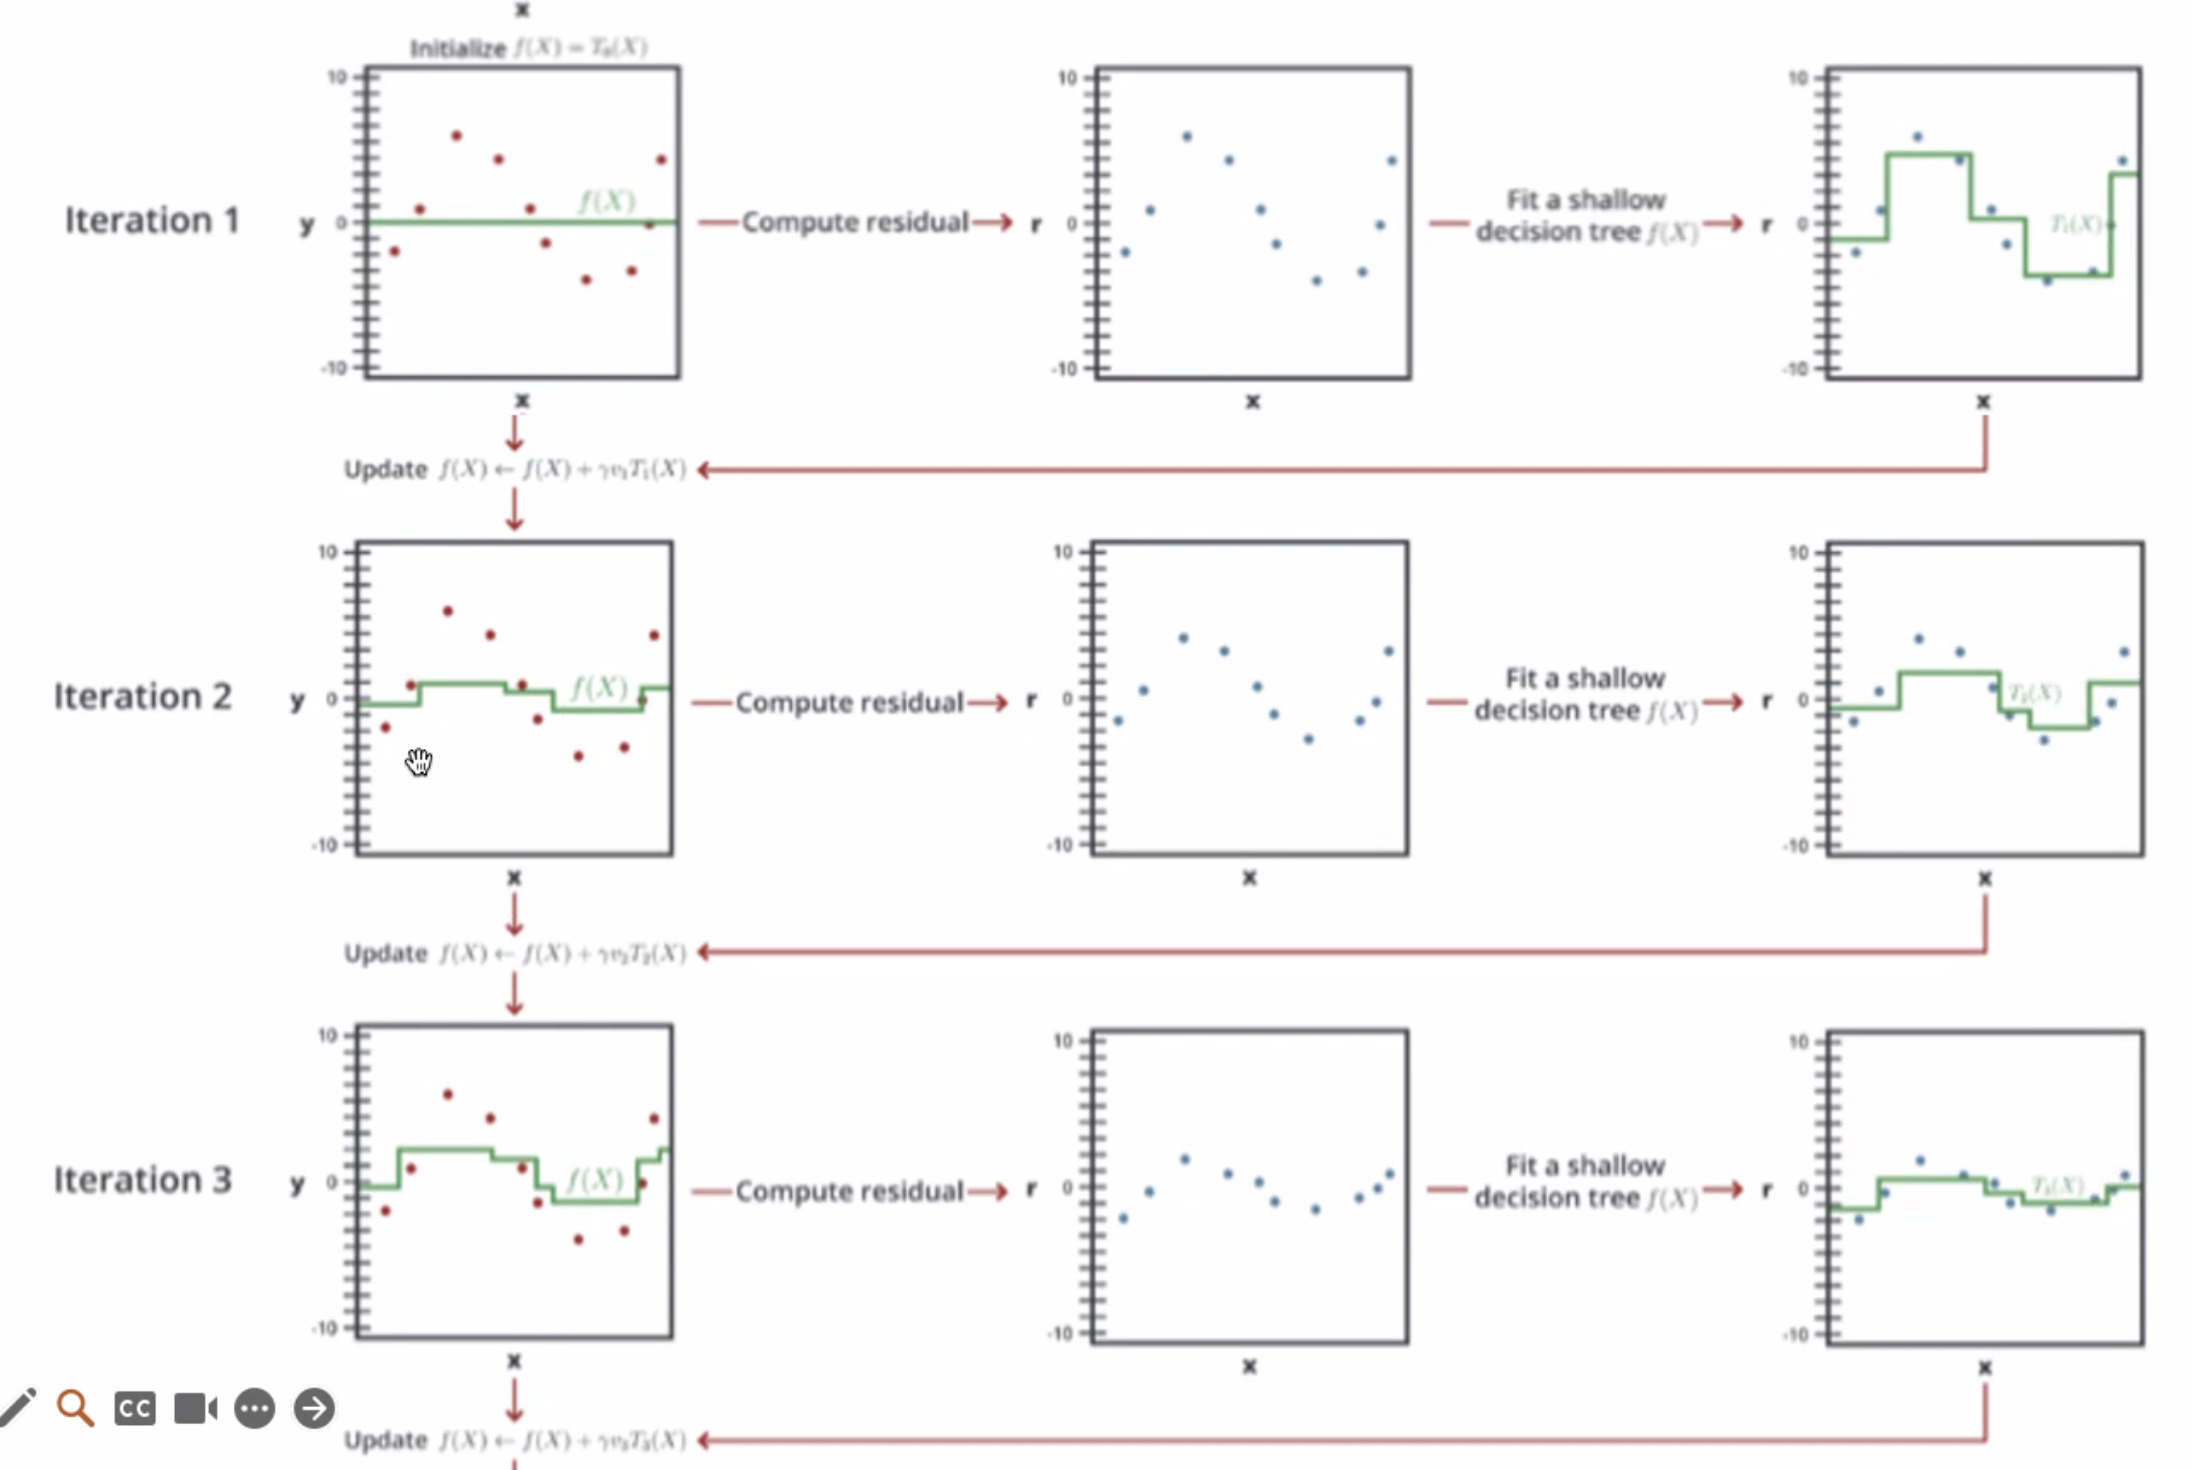 x
Initialize f(X) = T₀(X)
Iteration 1
y
10
0
-10
f(X)
x
Compute residual
r
10
0
-10
x
Fit a shallow
decision tree f(X)
r
10
0
-10
T₁(X)
x
Update f(X) ← f(X) + γv₁T₁(X)
Iteration 2
y
10
0
-10
f(X)
x
Compute residual
r
10
0
-10
x
Fit a shallow
decision tree f(X)
r
10
0
-10
T₂(X)
x
Update f(X) ← f(X) + γv₂T₂(X)
Iteration 3
y
10
0
-10
f(X)
x
Compute residual
r
10
0
-10
x
Fit a shallow
decision tree f(X)
r
10
0
-10
T₃(X)
x
CC
Update f(X) ← f(X) + γv₃T₃(X)